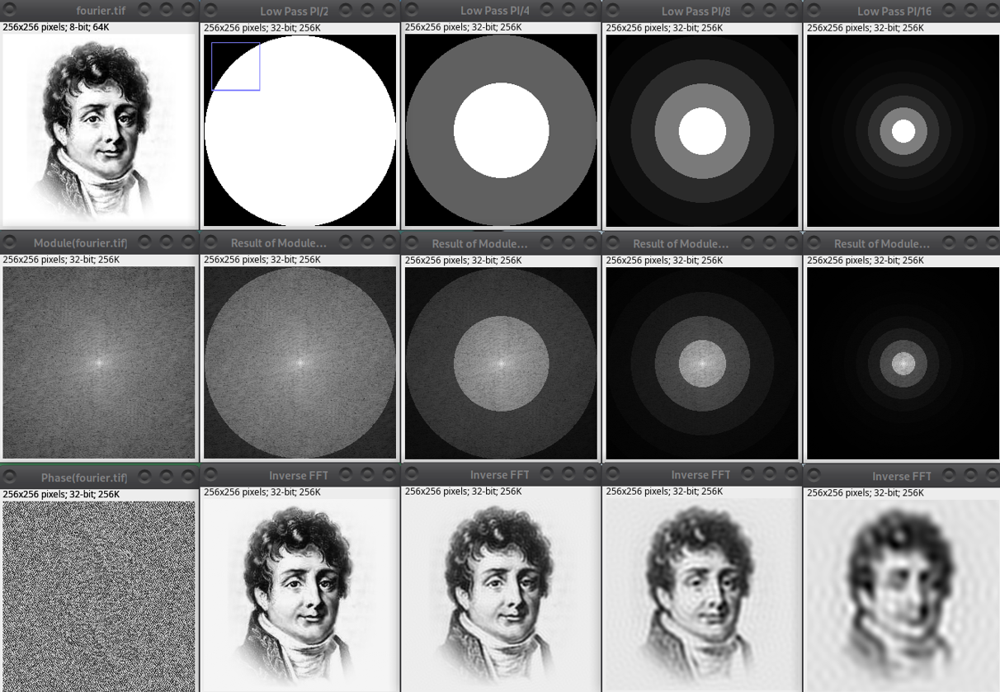 fourier.tif
Low Pass PI/2
Low Pass PI/4
Low Pass PI/8
Low Pass PI/16
256x256 pixels; 8-bit; 64K
256x256 pixels; 32-bit; 256K
256x256 pixels; 32-bit; 256K
256x256 pixels; 32-bit; 256K
256x256 pixels; 32-bit; 256K
Module(fourier.tif)
Result of Module...
Result of Module...
Result of Module...
Result of Module...
256x256 pixels; 32-bit; 256K
256x256 pixels; 32-bit; 256K
256x256 pixels; 32-bit; 256K
256x256 pixels; 32-bit; 256K
256x256 pixels; 32-bit; 256K
Phase(fourier.tif)
Inverse FFT
Inverse FFT
Inverse FFT
Inverse FFT
256x256 pixels; 32-bit; 256K
256x256 pixels; 32-bit; 256K
256x256 pixels; 32-bit; 256K
256x256 pixels; 32-bit; 256K
256x256 pixels; 32-bit; 256K